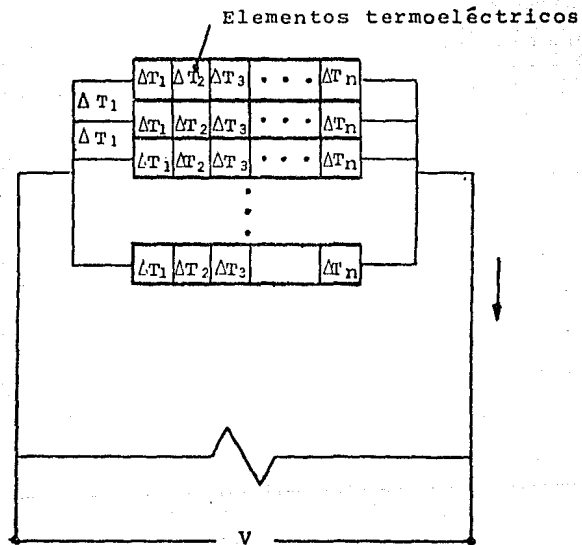 Elementos termoeléctricos
ΔT1 ΔT2 ΔT3 . . . ΔTn
ΔT1
ΔT1 ΔT2 ΔT3 . . . ΔTn
ΔT1
ΔT1 ΔT2 ΔT3 . . . ΔTn
ΔT1 ΔT2 ΔT3 ΔTn
V